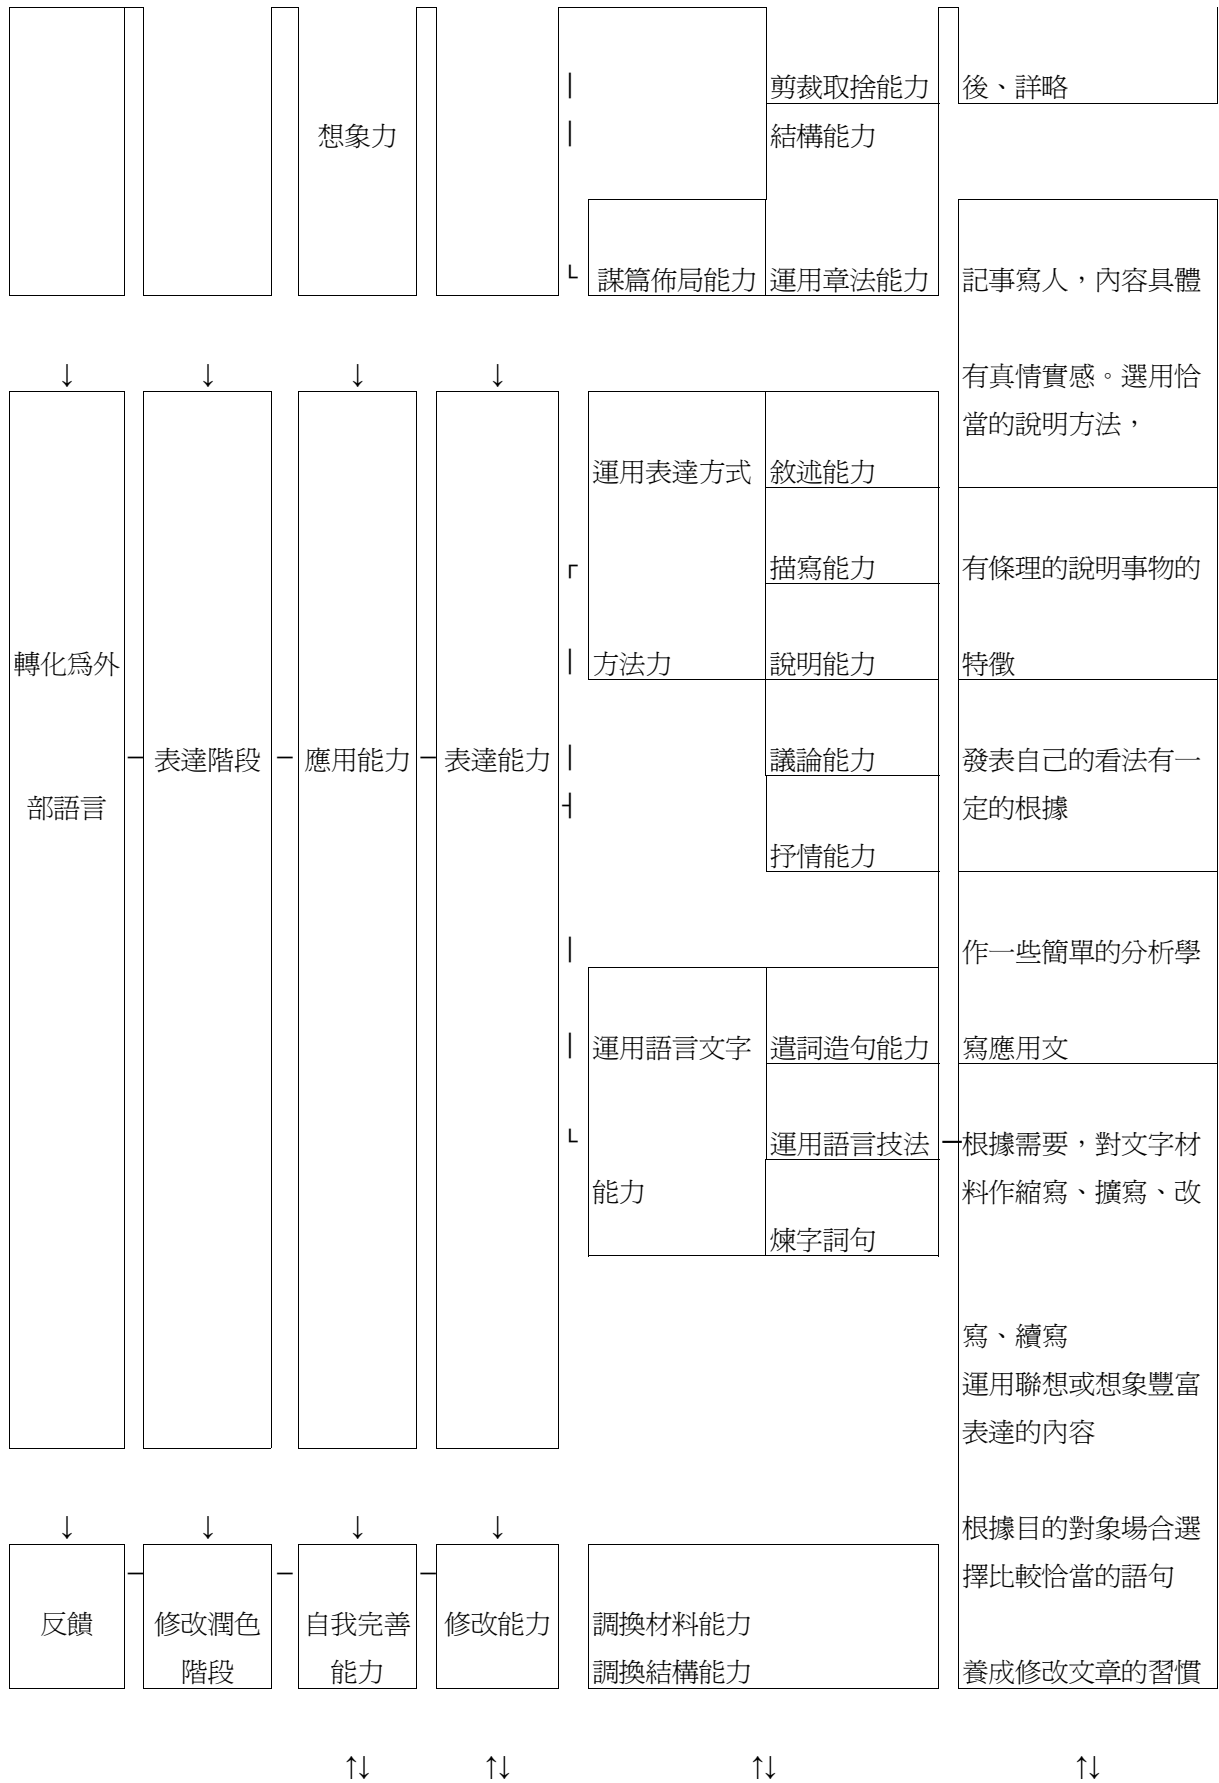 | 剪裁取捨能力 後、詳略
想象力 | 結構能力
└ 謀篇佈局能力 運用章法能力 記事寫人，內容具體
↓ ↓ ↓ ↓ 有真情實感。選用恰
當的說明方法，
運用表達方式 敘述能力
┌ 描寫能力 有條理的說明事物的
轉化爲外 | 方法力 說明能力 特徵
─ 表達階段 ─ 應用能力 ─ 表達能力 | 議論能力 發表自己的看法有一
部語言 ┤ 定的根據
抒情能力
| 作一些簡單的分析學
| 運用語言文字 遣詞造句能力 寫應用文
└ 運用語言技法 ─ 根據需要，對文字材
能力 料作縮寫、擴寫、改
煉字詞句
寫、續寫
運用聯想或想象豐富
表達的內容
↓ ↓ ↓ ↓ 根據目的對象場合選
─ ─ ─ 擇比較恰當的語句
反饋 修改潤色 自我完善 修改能力 調換材料能力
階段 能力 調換結構能力 養成修改文章的習慣
↑↓ ↑↓ ↑↓ ↑↓